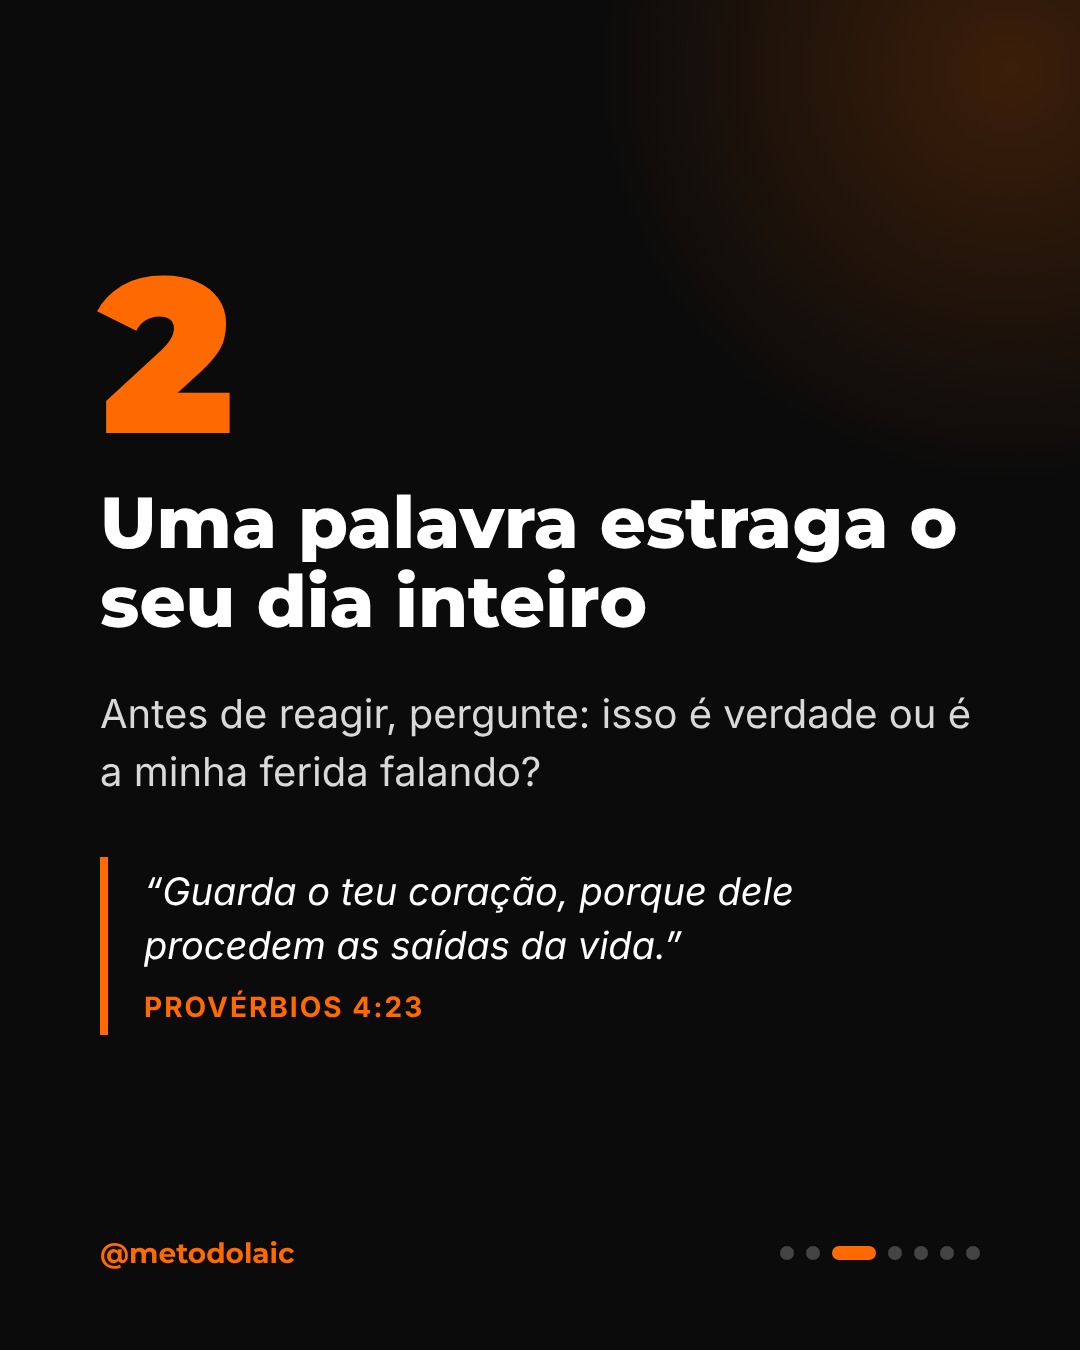 2
Uma palavra estraga o
seu dia inteiro
Antes de reagir, pergunte: isso é verdade ou é
a minha ferida falando?
“Guarda o teu coração, porque dele
procedem as saídas da vida.”
PROVÉRBIOS 4:23
@metodolaic